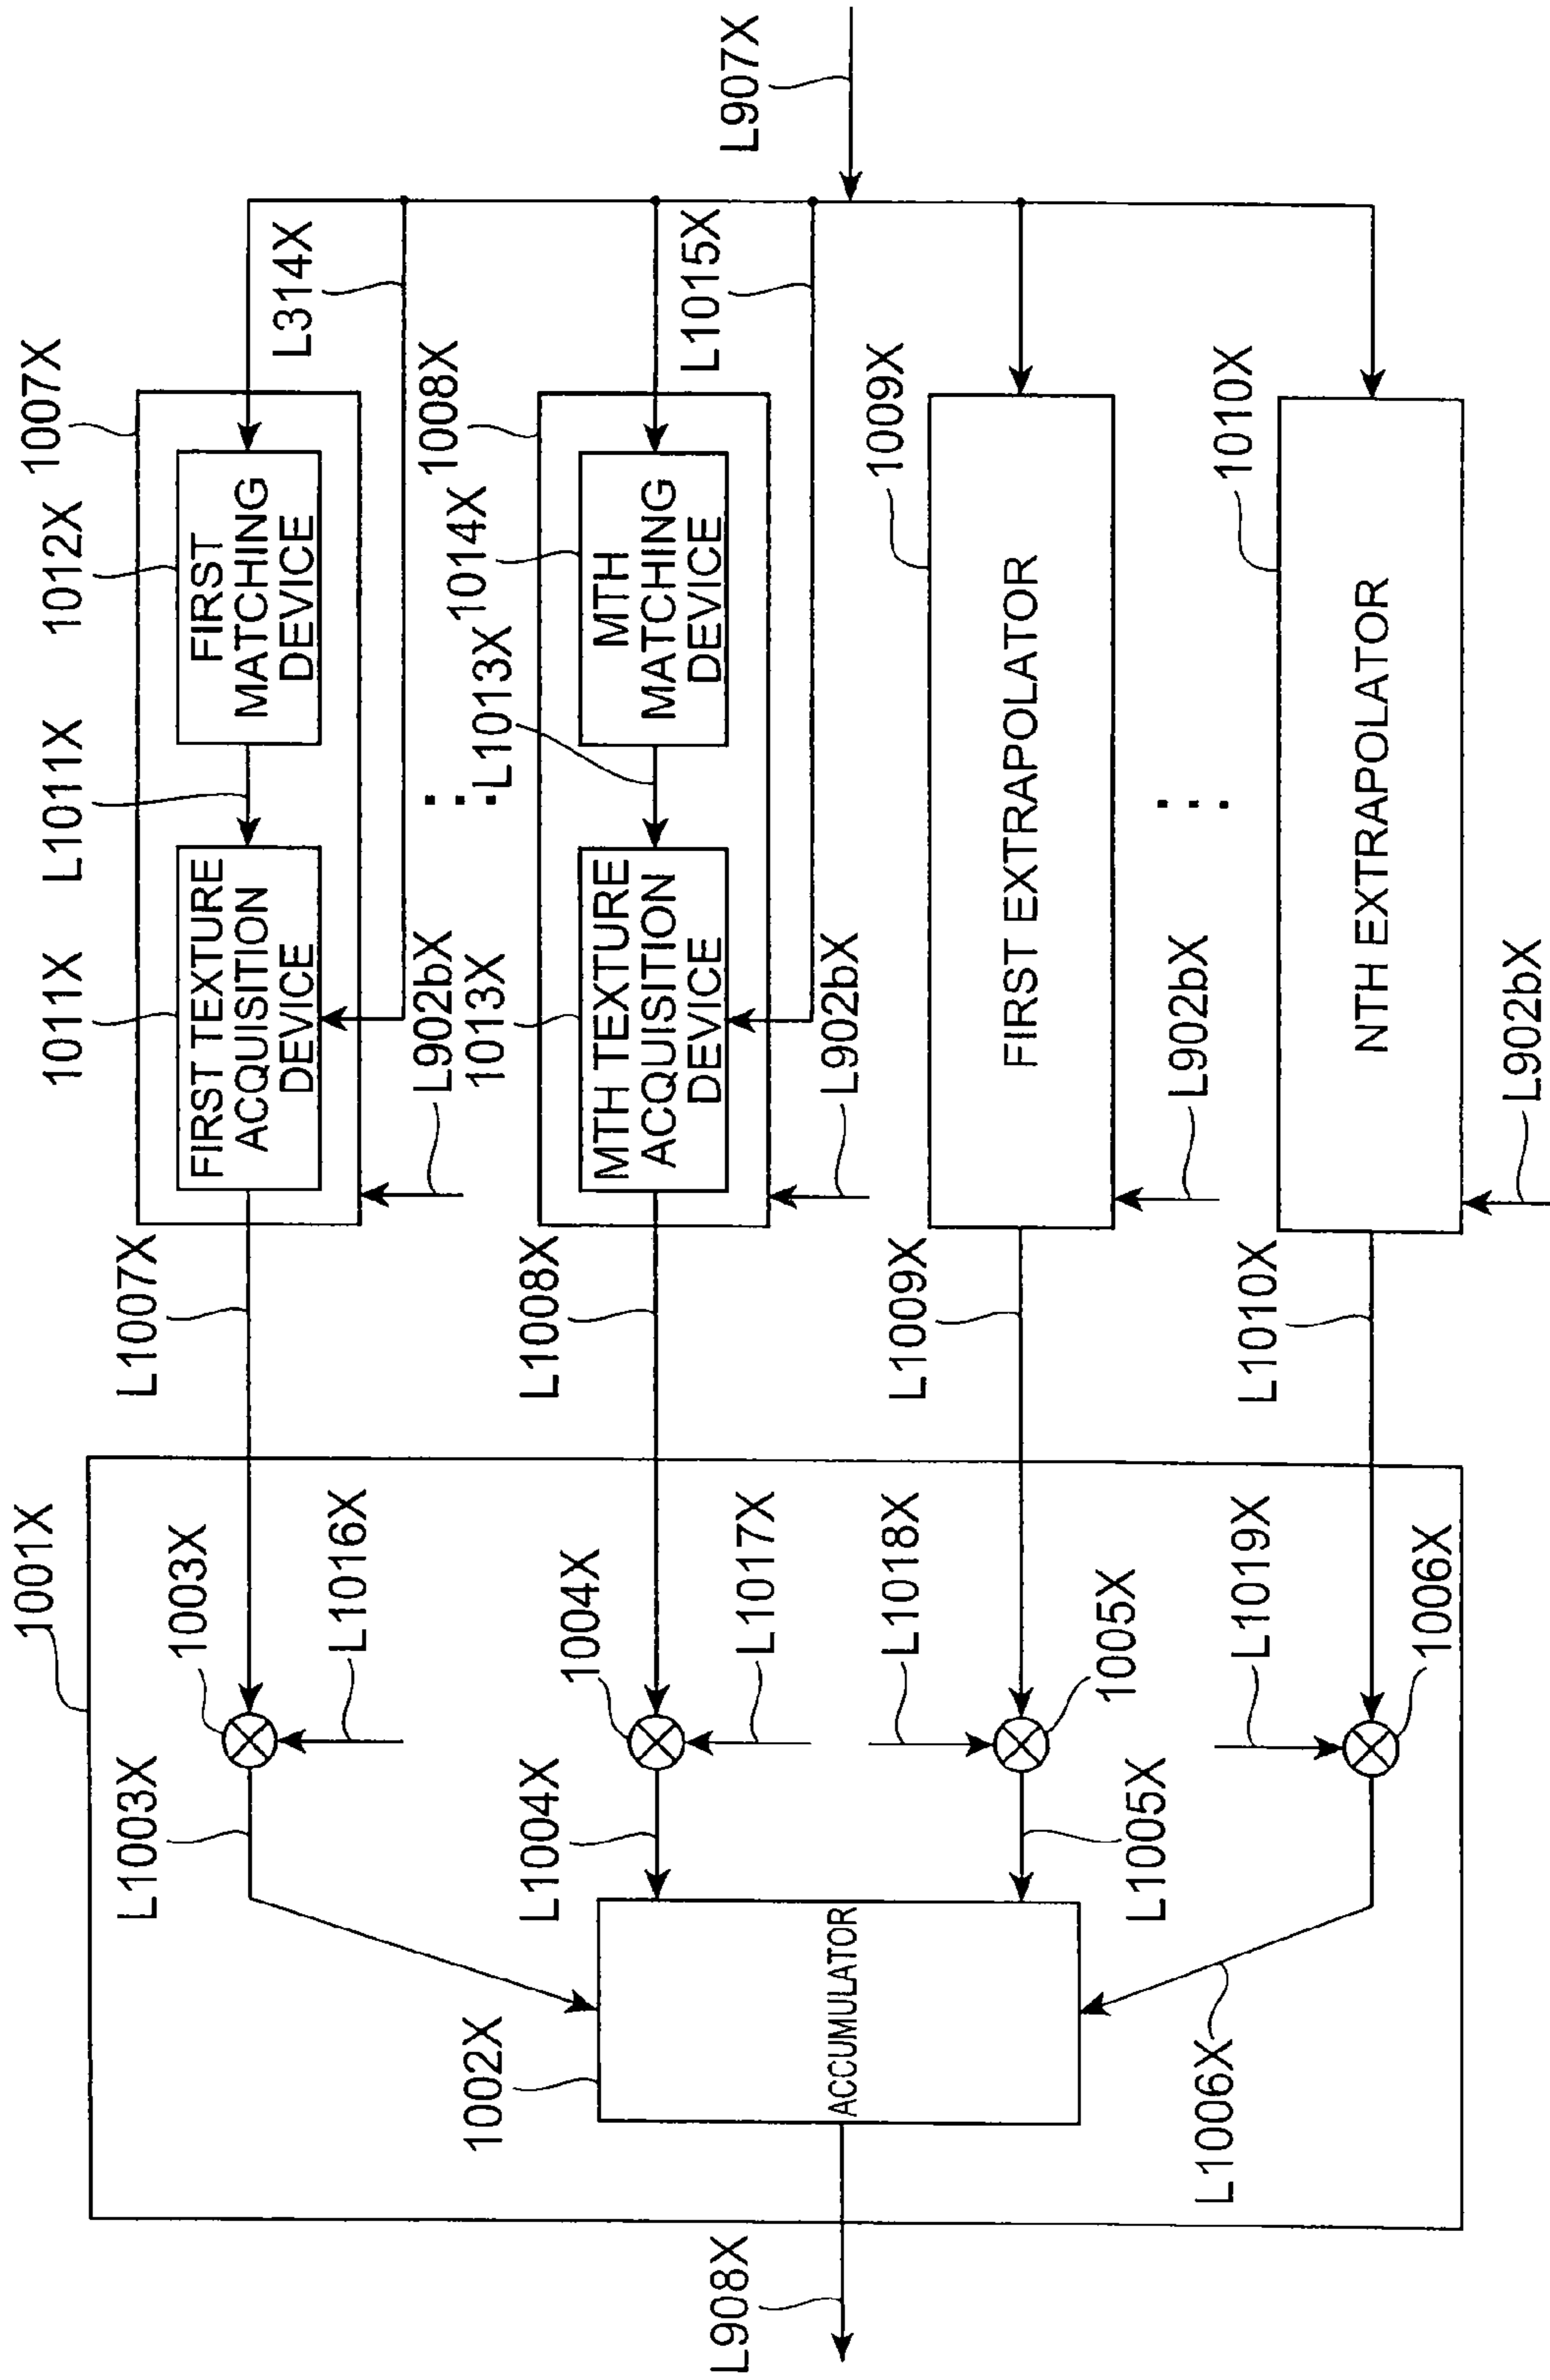 1001X
1003X
L1003X
L1016X
L1007X
1007X
1011X
FIRST TEXTURE
ACQUISITION
DEVICE
L1011X
1012X
FIRST
MATCHING
DEVICE
L314X
L902bX
1002X
ACCUMULATOR
L908X
L1004X
1004X
L1017X
L1008X
1008X
1013X
MTH TEXTURE
ACQUISITION
DEVICE
L1013X
1014X
MTH
MATCHING
DEVICE
L1015X
L902bX
L907X
L1018X
1005X
L1005X
L1009X
1009X
FIRST EXTRAPOLATOR
L902bX
L1006X
L1019X
1006X
L1010X
1010X
NTH EXTRAPOLATOR
L902bX